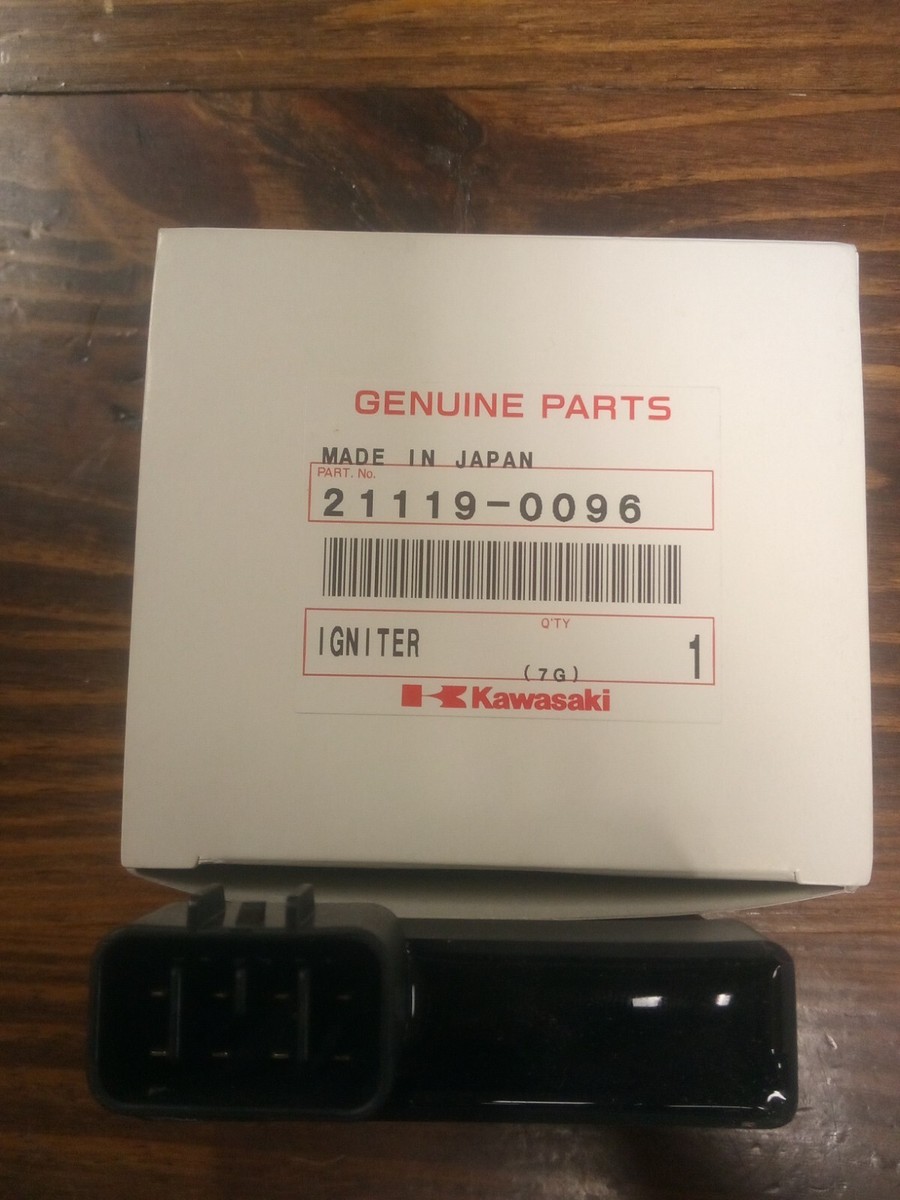 GENUINE PARTS
MADE IN JAPAN
PART. No.
21119-0096
Q'TY
IGNITER 1
(7G)
Kawasaki